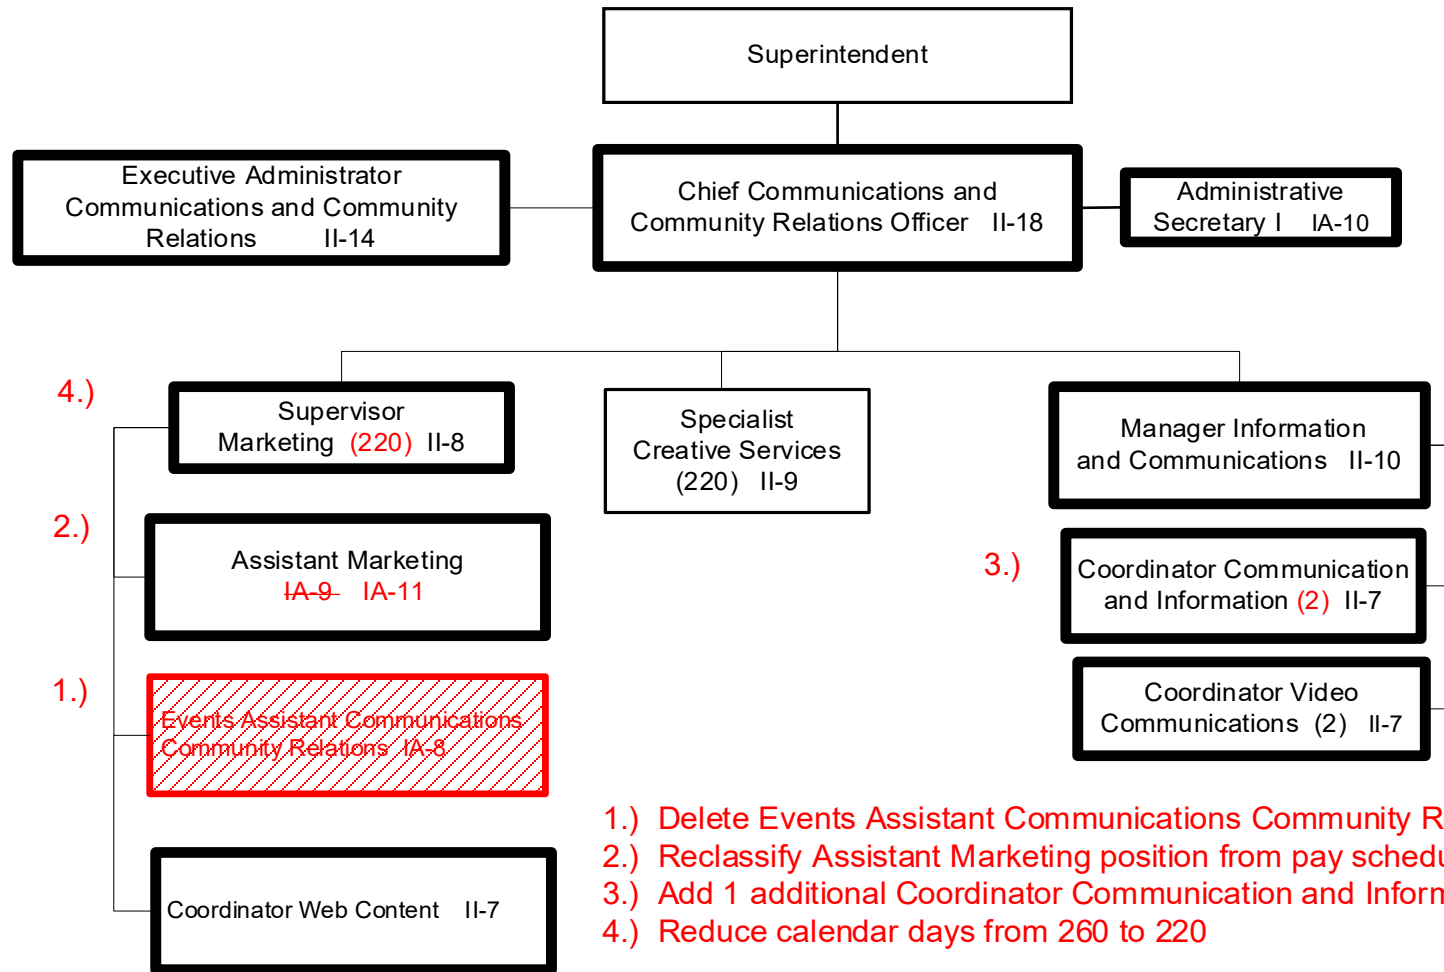 Superintendent
Executive Administrator
Communications and Community
Relations II-14
Chief Communications and
Community Relations Officer II-18
Administrative
Secretary I IA-10
4.)
Supervisor
Marketing (220) II-8
Specialist
Creative Services
(220) II-9
Manager Information
and Communications II-10
2.)
Assistant Marketing
IA-9 IA-11
3.)
Coordinator Communication
and Information (2) II-7
1.)
Events Assistant Communications
Community Relations IA-8
Coordinator Video
Communications (2) II-7
Coordinator Web Content II-7
1.) Delete Events Assistant Communications Community R
2.) Reclassify Assistant Marketing position from pay schedu
3.) Add 1 additional Coordinator Communication and Inform
4.) Reduce calendar days from 260 to 220